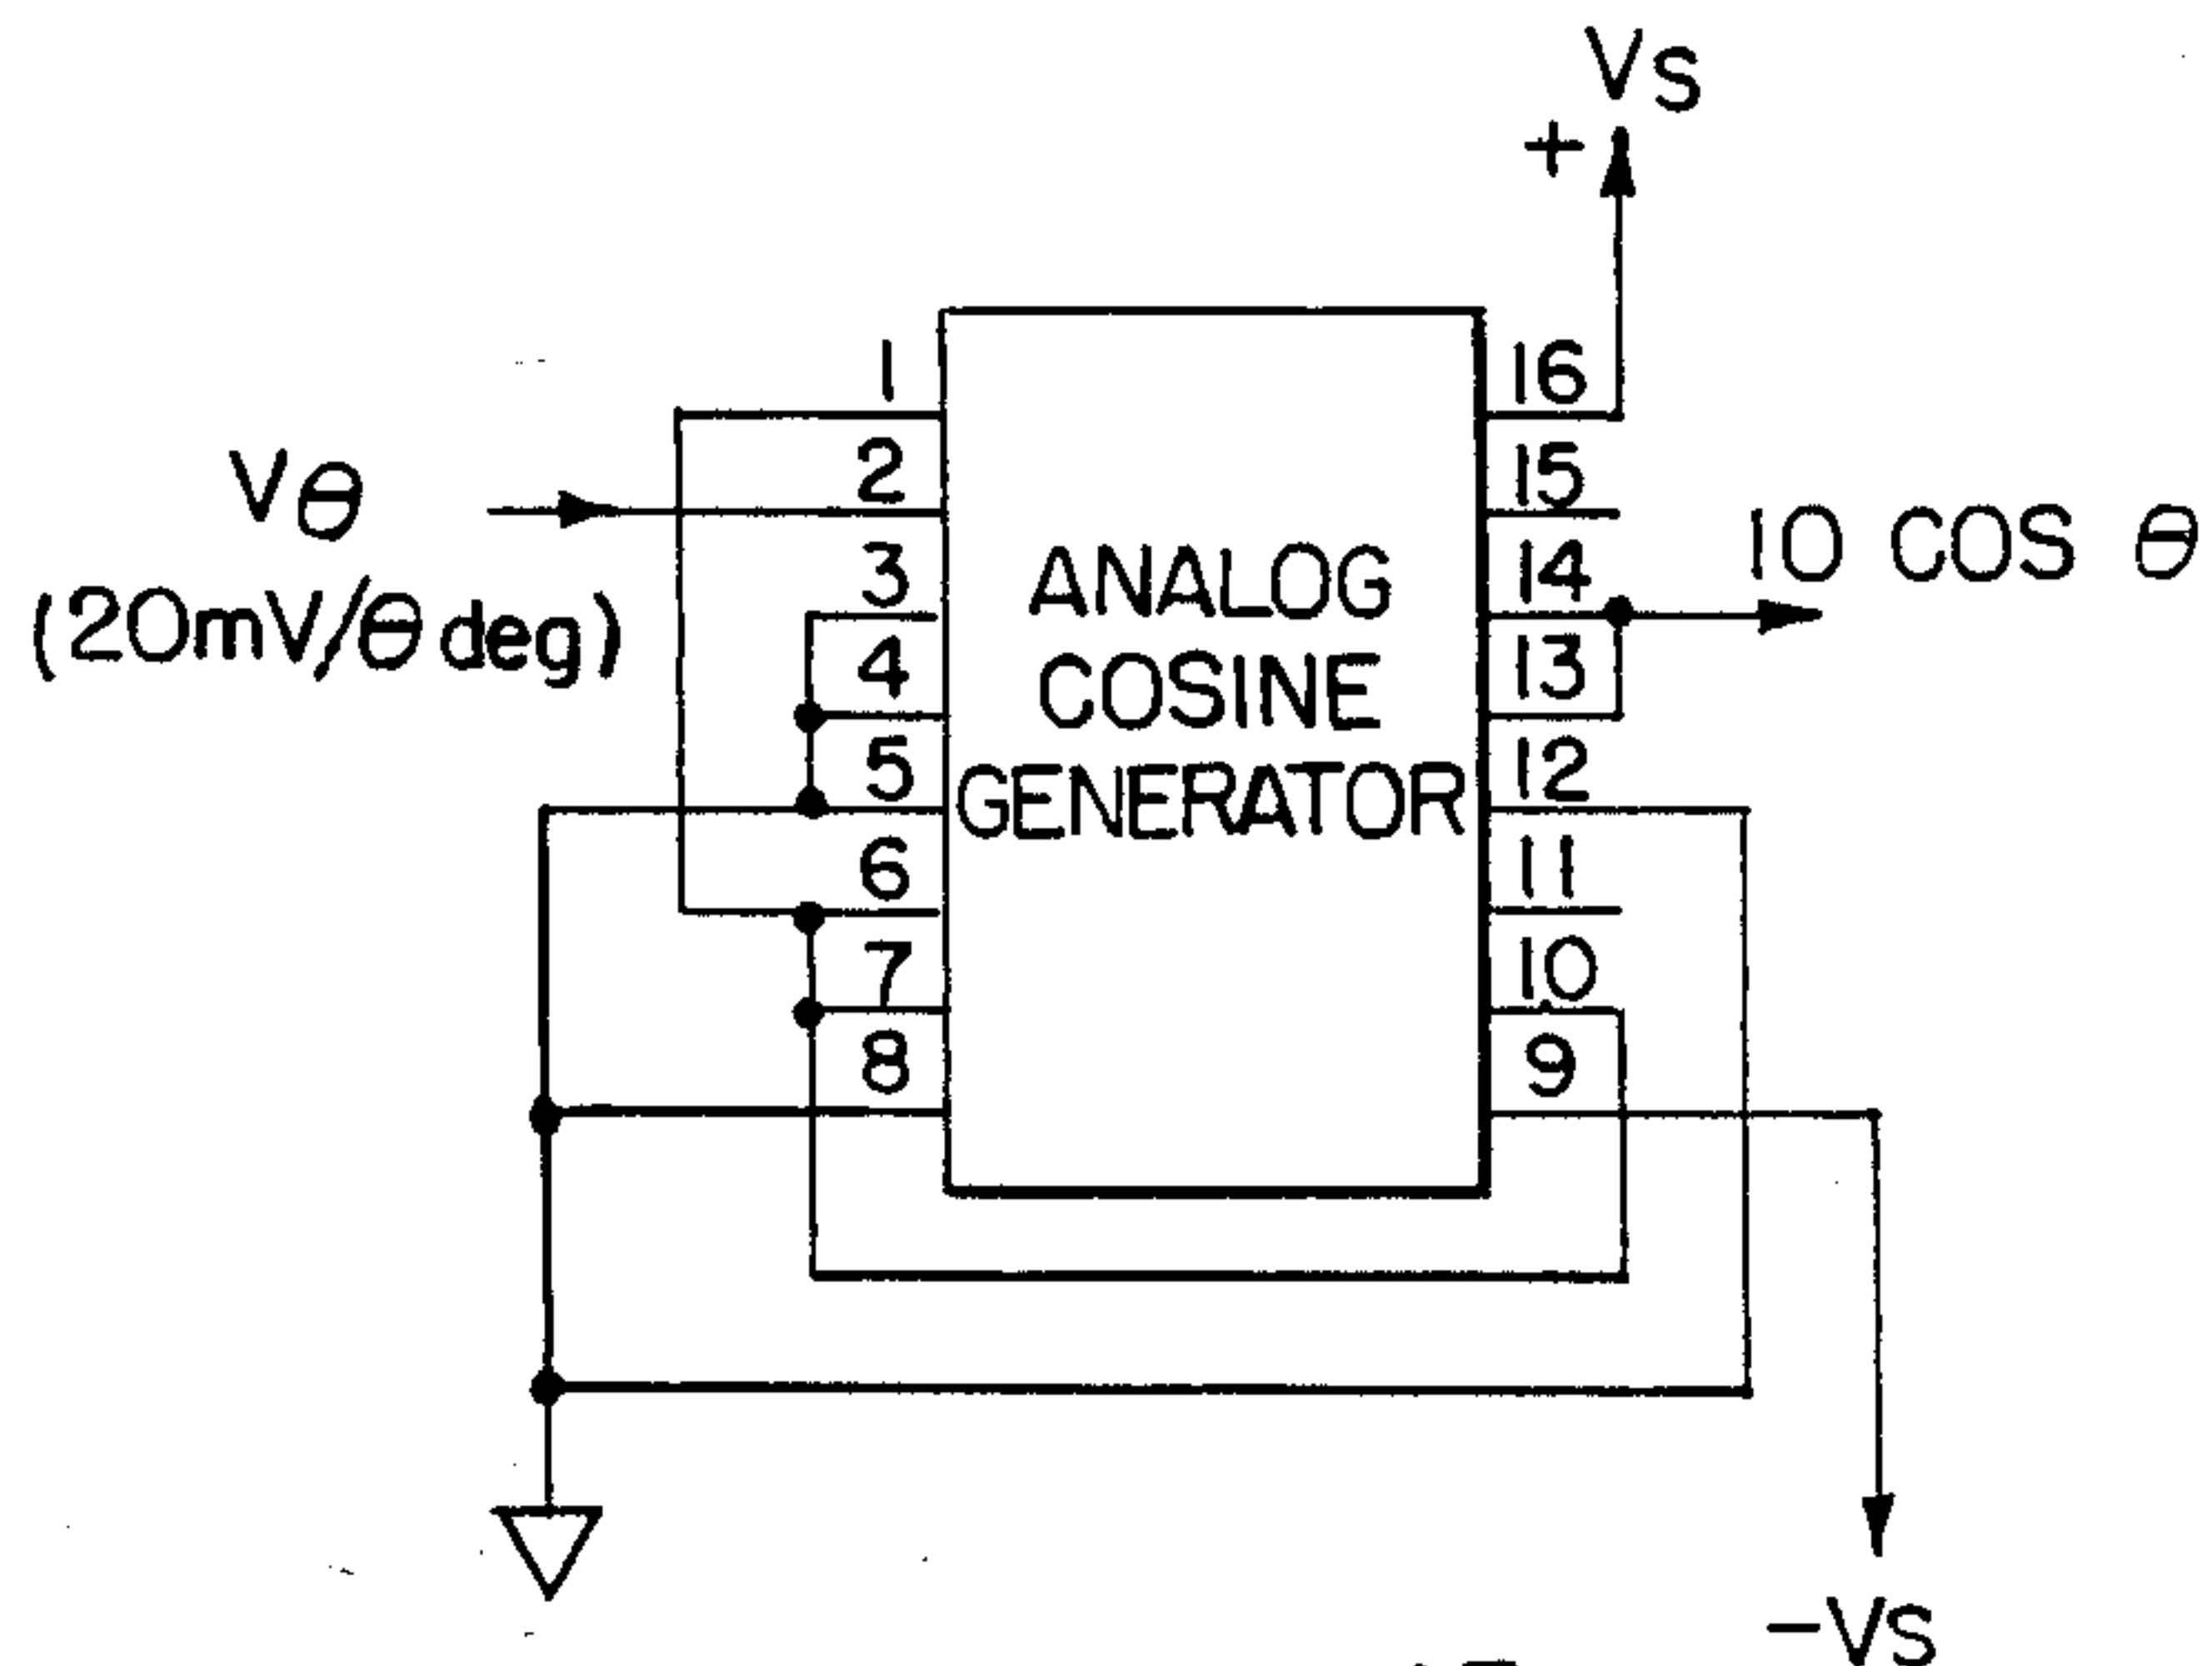 VS
+
1
2
3
4
5
6
7
8
16
15
14
13
12
11
10
9
Vθ
(20mV/θdeg)
ANALOG
COSINE
GENERATOR
10 COS θ
−VS